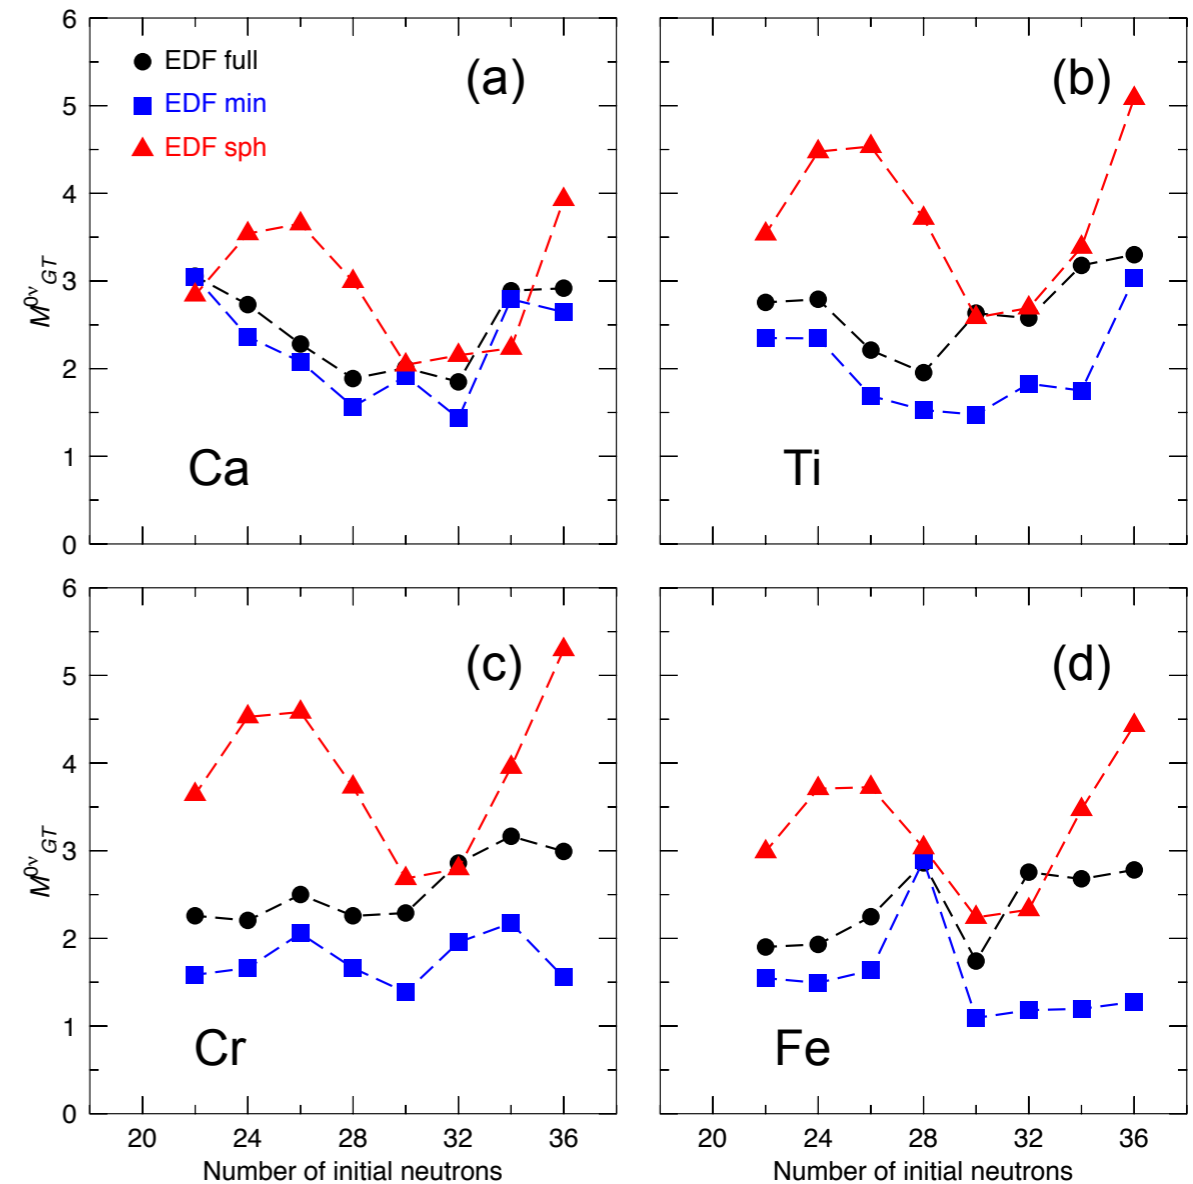 6
5
4
3
2
1
0
M^0ν_GT
EDF full
EDF min
EDF sph
(a)
Ca
(b)
Ti
6
5
4
3
2
1
0
M^0ν_GT
(c)
Cr
20 24 28 32 36
Number of initial neutrons
(d)
Fe
20 24 28 32 36
Number of initial neutrons